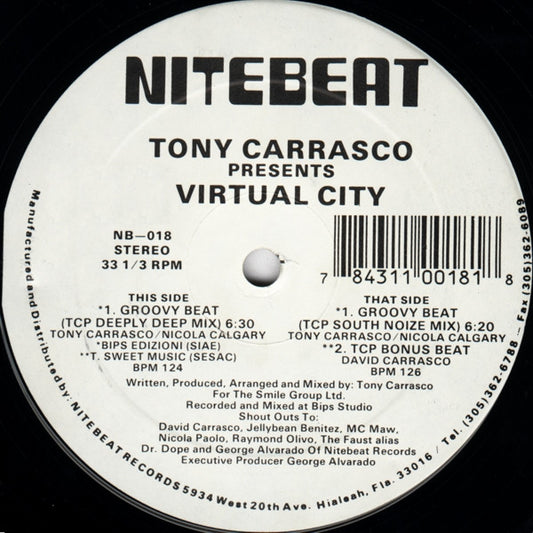 NITEBEAT
TONY CARRASCO
PRESENTS
VIRTUAL CITY
NB-018
STEREO
33 1/3 RPM
7 84311 00181 8
THIS SIDE
*1. GROOVY BEAT
(TCP DEEPLY DEEP MIX) 6:30
TONY CARRASCO/NICOLA CALGARY
*BIPS EDIZIONI (SIAE)
**T. SWEET MUSIC (SESAC)
BPM 124
THAT SIDE
*1. GROOVY BEAT
(TCP SOUTH NOIZE MIX) 6:20
TONY CARRASCO/NICOLA CALGARY
**2. TCP BONUS BEAT
DAVID CARRASCO
BPM 126
Written, Produced, Arranged and Mixed by: Tony Carrasco
For The Smile Group Ltd.
Recorded and Mixed at Bips Studio
Shout Outs To:
David Carrasco, Jellybean Benitez, MC Maw,
Nicola Paolo, Raymond Olivo, The Faust alias
Dr. Dope and George Alvarado Of Nitebeat Records
Executive Producer George Alvarado
Manufactured and Distributed by: NITEBEAT RECORDS 5934 West 20th Ave. Hialeah, Fla. 33016 / Tel. (305)362-6788 - Fax (305)362-6089